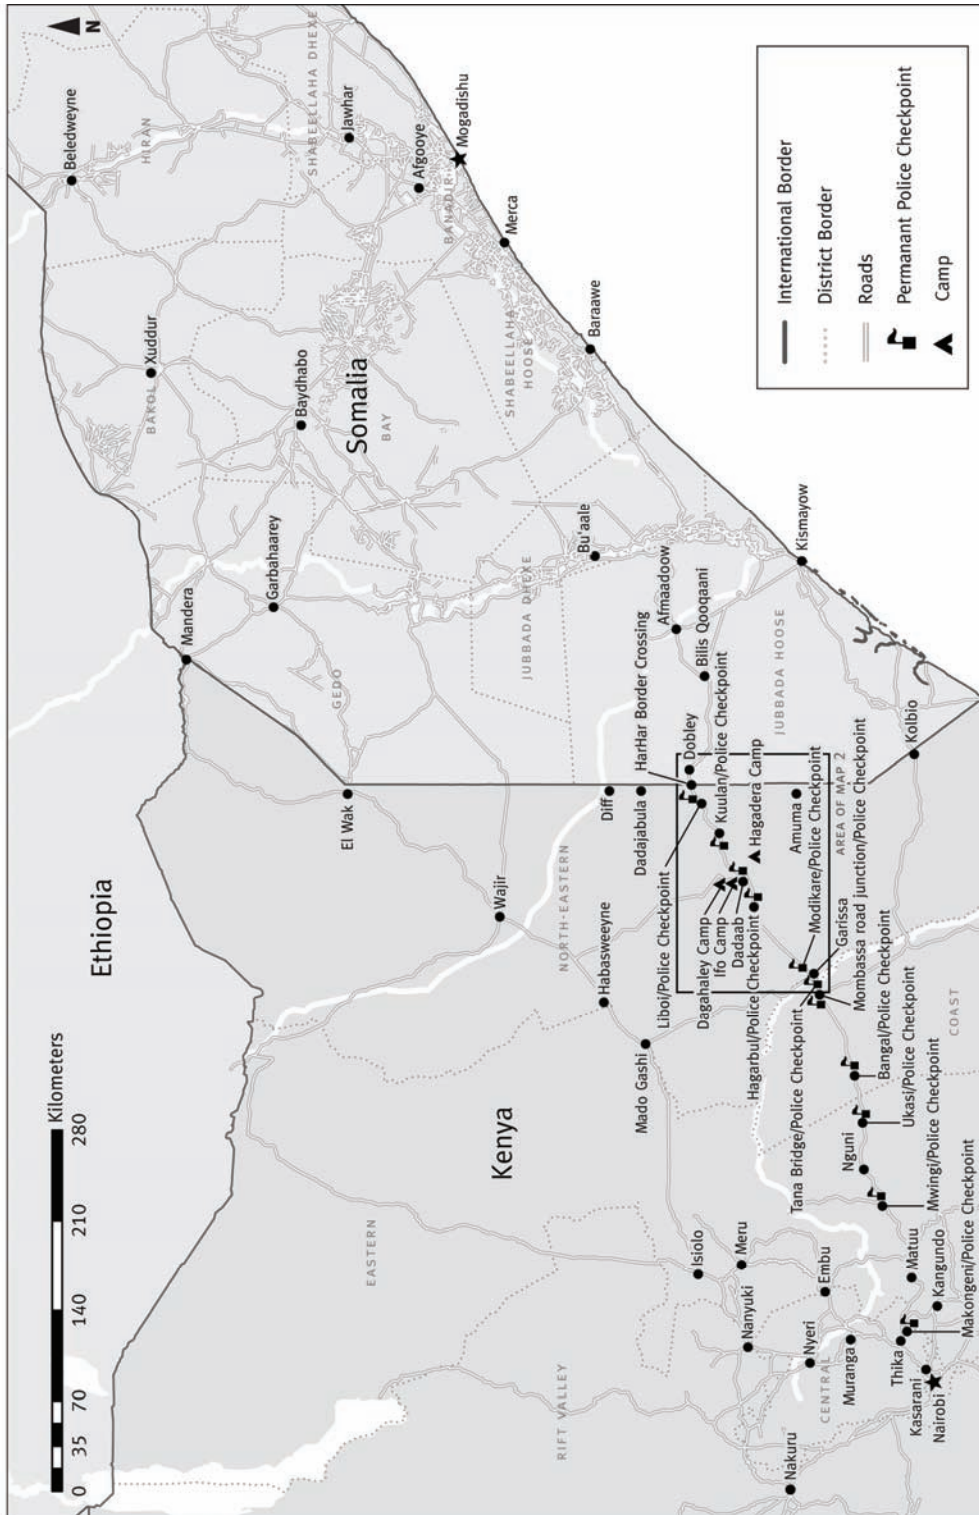 N
0 35 70 140 210 280
Kilometers
Ethiopia
Kenya
Somalia
Beledweyne
HIRAN
SHABEELLAHA DHEXE
Jawhar
Afgooye
Mogadishu
BANADIR
Merca
Xuddur
BAKOL
Baydhabo
BAY
SHABEELLAHA
HOOSE
Baraawe
Mandera
Garbahaarey
GEDO
El Wak
Bu'aale
JUBBADA DHEXE
Afmaadoow
Bilis Qooqaani
Kismayow
JUBBADA HOOSE
Wajir
NORTH-EASTERN
Habasweeyne
Mado Gashi
Diff
Dadajabula
HarHar Border Crossing
Dobley
Liboi/Police Checkpoint
Kuulan/Police Checkpoint
Dagahaley Camp
Ifo Camp
Dadaab
Hagadera Camp
Hagarbul/Police Checkpoint
Amuma
AREA OF MAP 2
Kolbio
Modikare/Police Checkpoint
Garissa
Mombassa road junction/Police Checkpoint
Tana Bridge/Police Checkpoint
Bangal/Police Checkpoint
Ukasi/Police Checkpoint
Nguni
Mwingi/Police Checkpoint
COAST
EASTERN
RIFT VALLEY
CENTRAL
Isiolo
Meru
Nanyuki
Embu
Nyeri
Muranga
Matuu
Kangundo
Makongeni/Police Checkpoint
Thika
Kasarani
Nairobi
Nakuru
International Border
District Border
Roads
Permanant Police Checkpoint
Camp